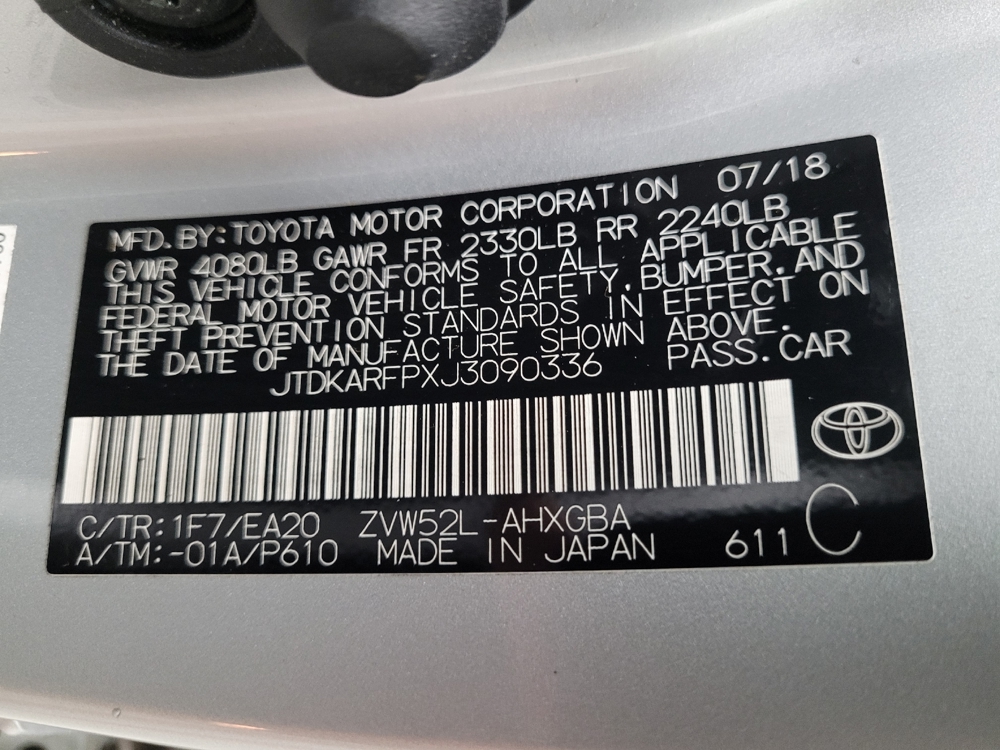 MFD. BY: TOYOTA MOTOR CORPORATION 07/18
GVWR 4080LB GAWR FR 2330LB RR 2240LB
THIS VEHICLE CONFORMS TO ALL APPLICABLE
FEDERAL MOTOR VEHICLE SAFETY, BUMPER, AND
THEFT PREVENTION STANDARDS IN EFFECT ON
THE DATE OF MANUFACTURE SHOWN ABOVE.
JTDKARFPXJ3090336 PASS. CAR
C/TR: 1F7/EA20 ZVW52L-AHXGBA
A/TM: -01A/P610 MADE IN JAPAN 611 C